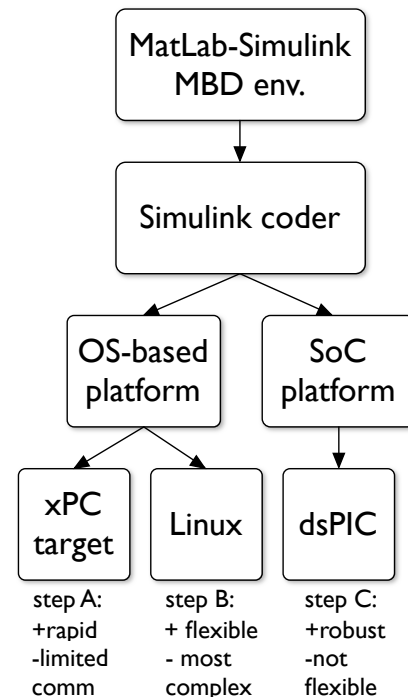 MatLab-Simulink
MBD env.
Simulink coder
OS-based
platform
SoC
platform
xPC
target
Linux
dsPIC
step A:
+rapid
-limited
comm
step B:
+ flexible
- most
complex
step C:
+robust
-not
flexible